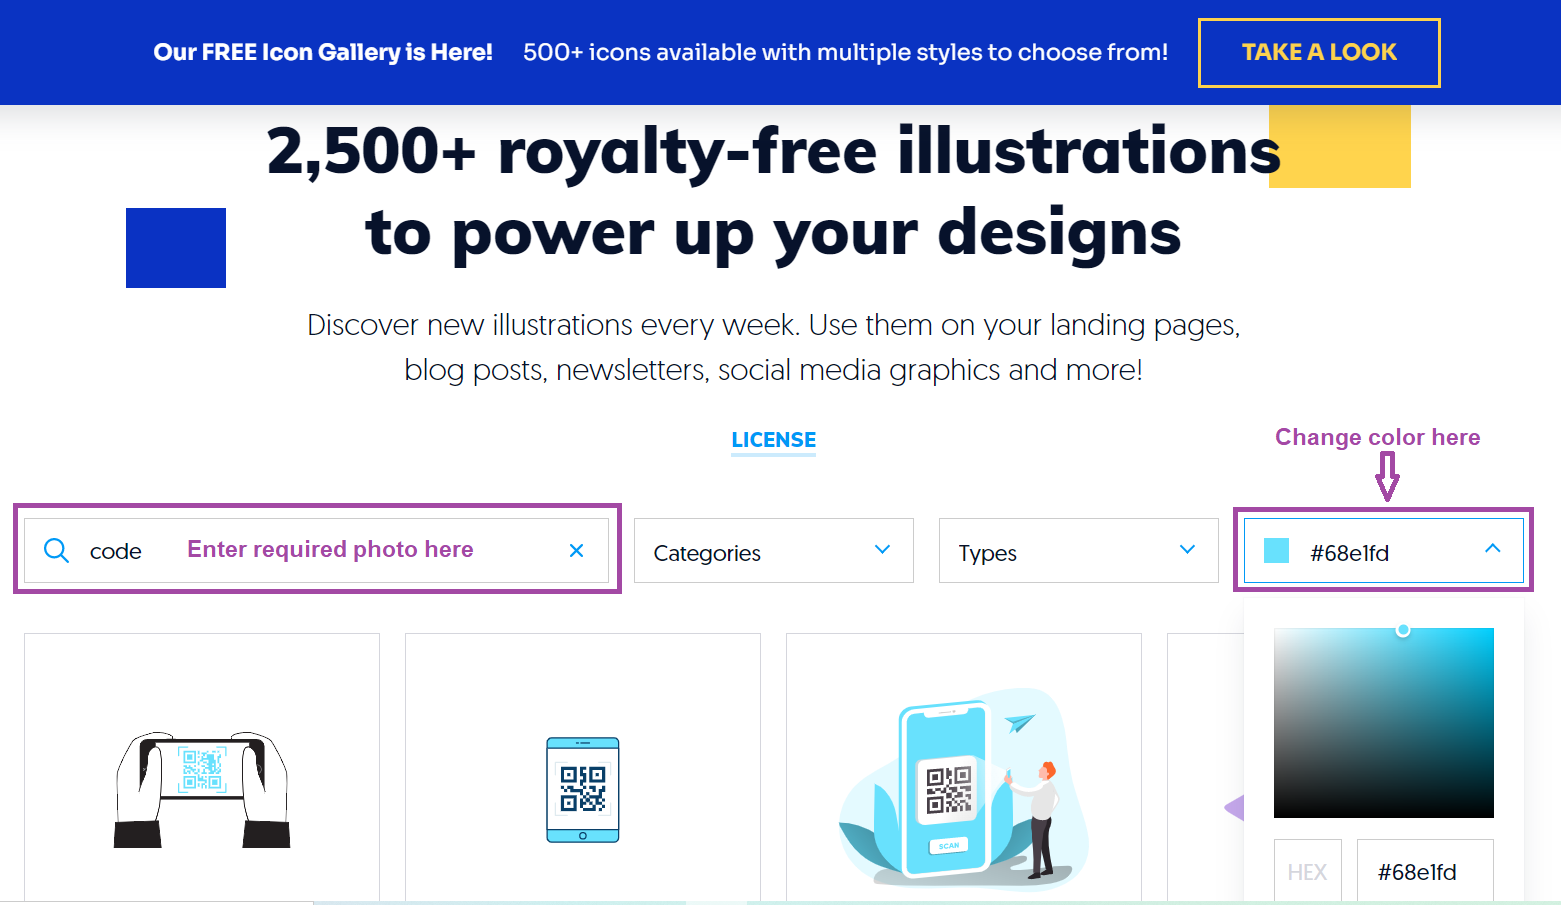 Our FREE Icon Gallery is Here! 500+ icons available with multiple styles to choose from! TAKE A LOOK
2,500+ royalty-free illustrations
to power up your designs
Discover new illustrations every week. Use them on your landing pages,
blog posts, newsletters, social media graphics and more!
LICENSE
Change color here
code Enter required photo here
Categories
Types
#68e1fd
SCAN
HEX
#68e1fd